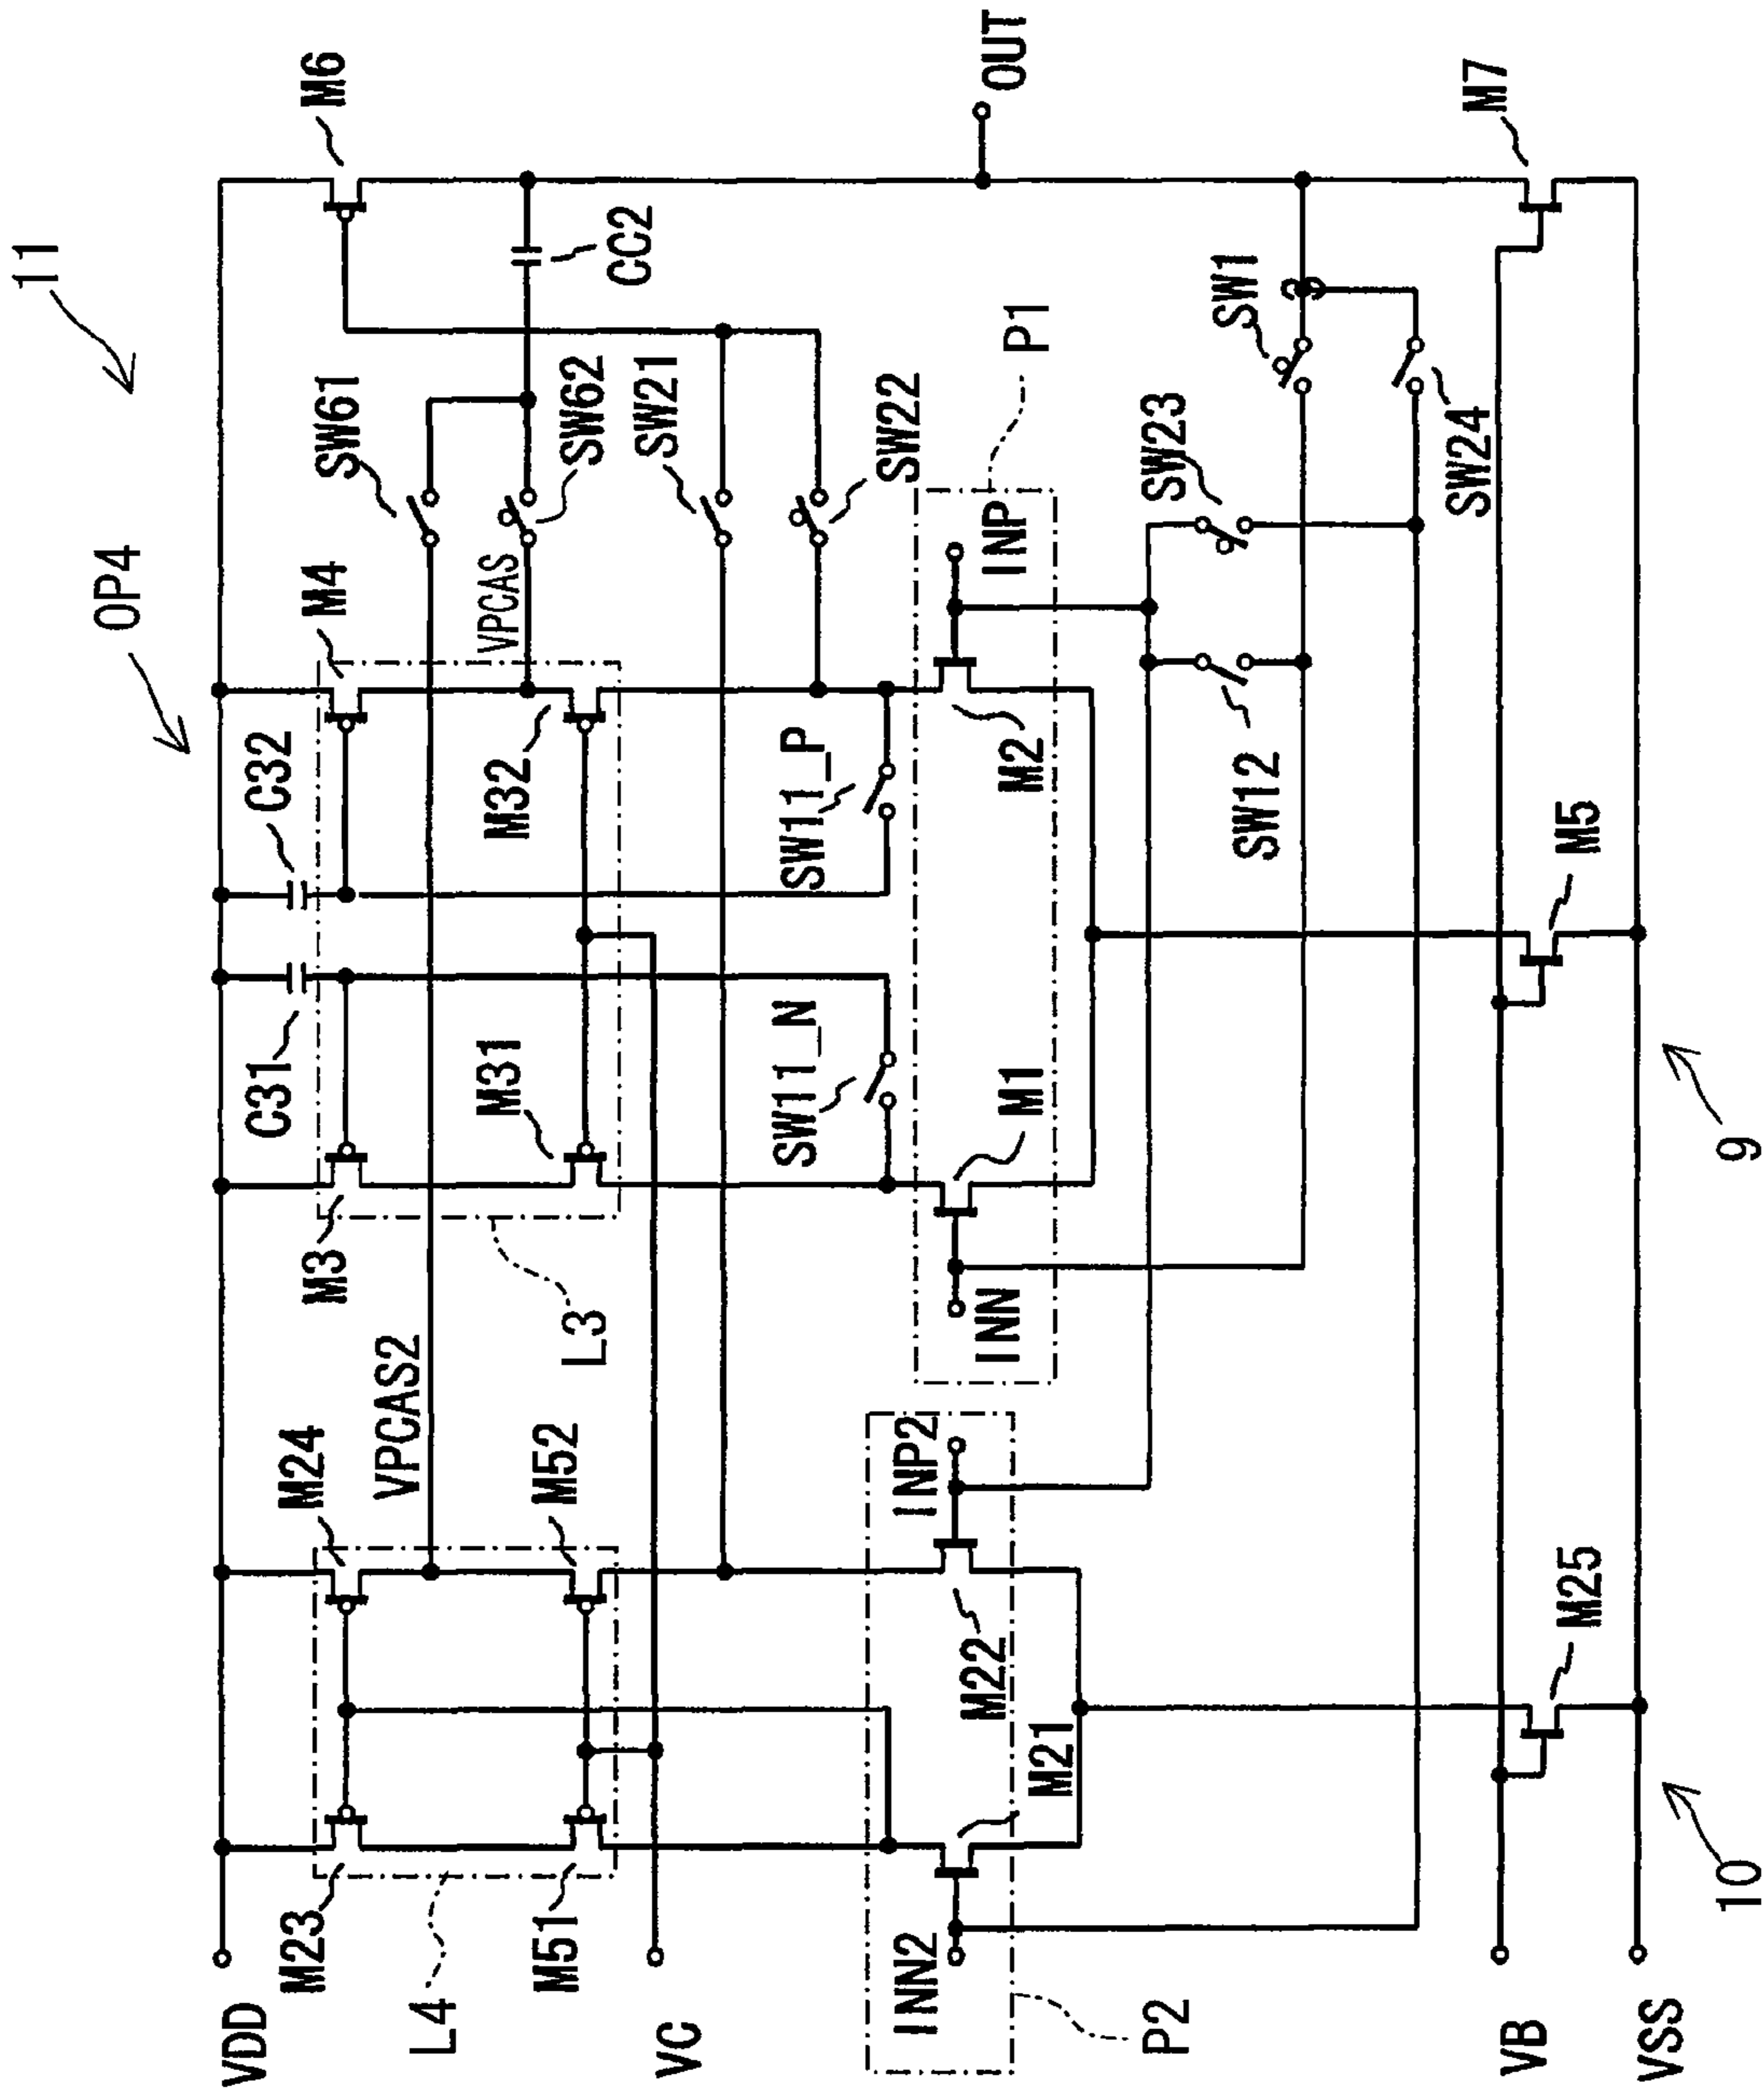 11
OP4
M6
OUT
M7
CC2
SW61
SW62
SW21
SW22
SW1
P1
SW23
SW24
M4
VPCAS
INP
C32
M32
SW11_P
M2
SW12
M5
C31
M31
SW11_N
M1
9
M3
L3
INN
VPCAS2
M24
M52
INP2
M22
M21
M25
10
M23
M51
L4
INN2
P2
VDD
VC
VB
VSS